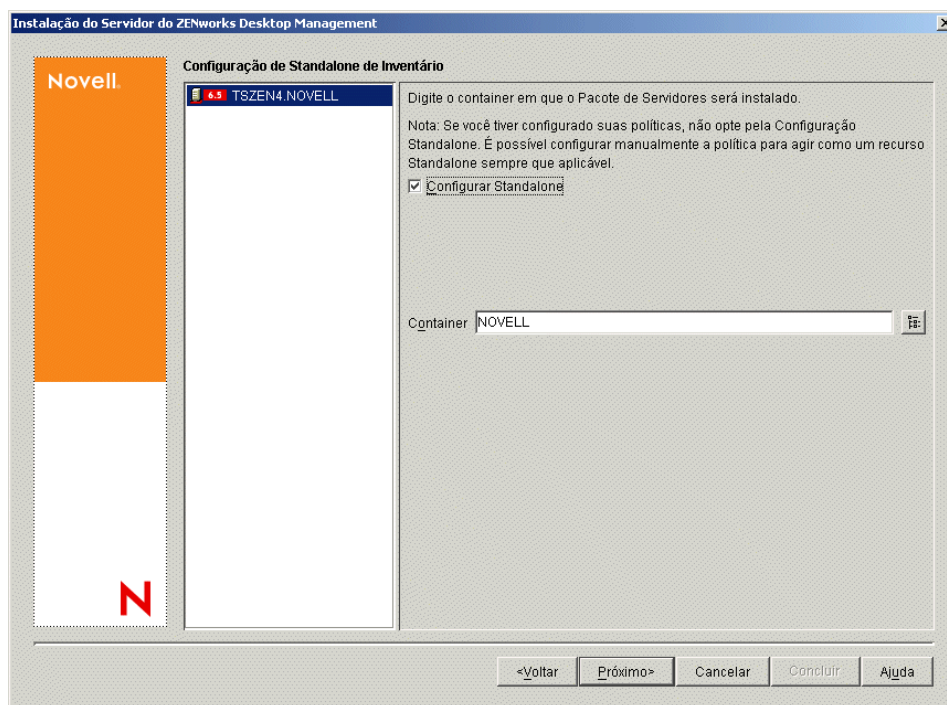 Instalação do Servidor do ZENworks Desktop Management
Novell.
Configuração de Standalone de Inventário
6.5 TSZEN4.NOVELL
Digite o container em que o Pacote de Servidores será instalado.
Nota: Se você tiver configurado suas políticas, não opte pela Configuração
Standalone. É possível configurar manualmente a política para agir como um recurso
Standalone sempre que aplicável.
Configurar Standalone
Container NOVELL
N
<Voltar Próximo> Cancelar Concluir Ajuda